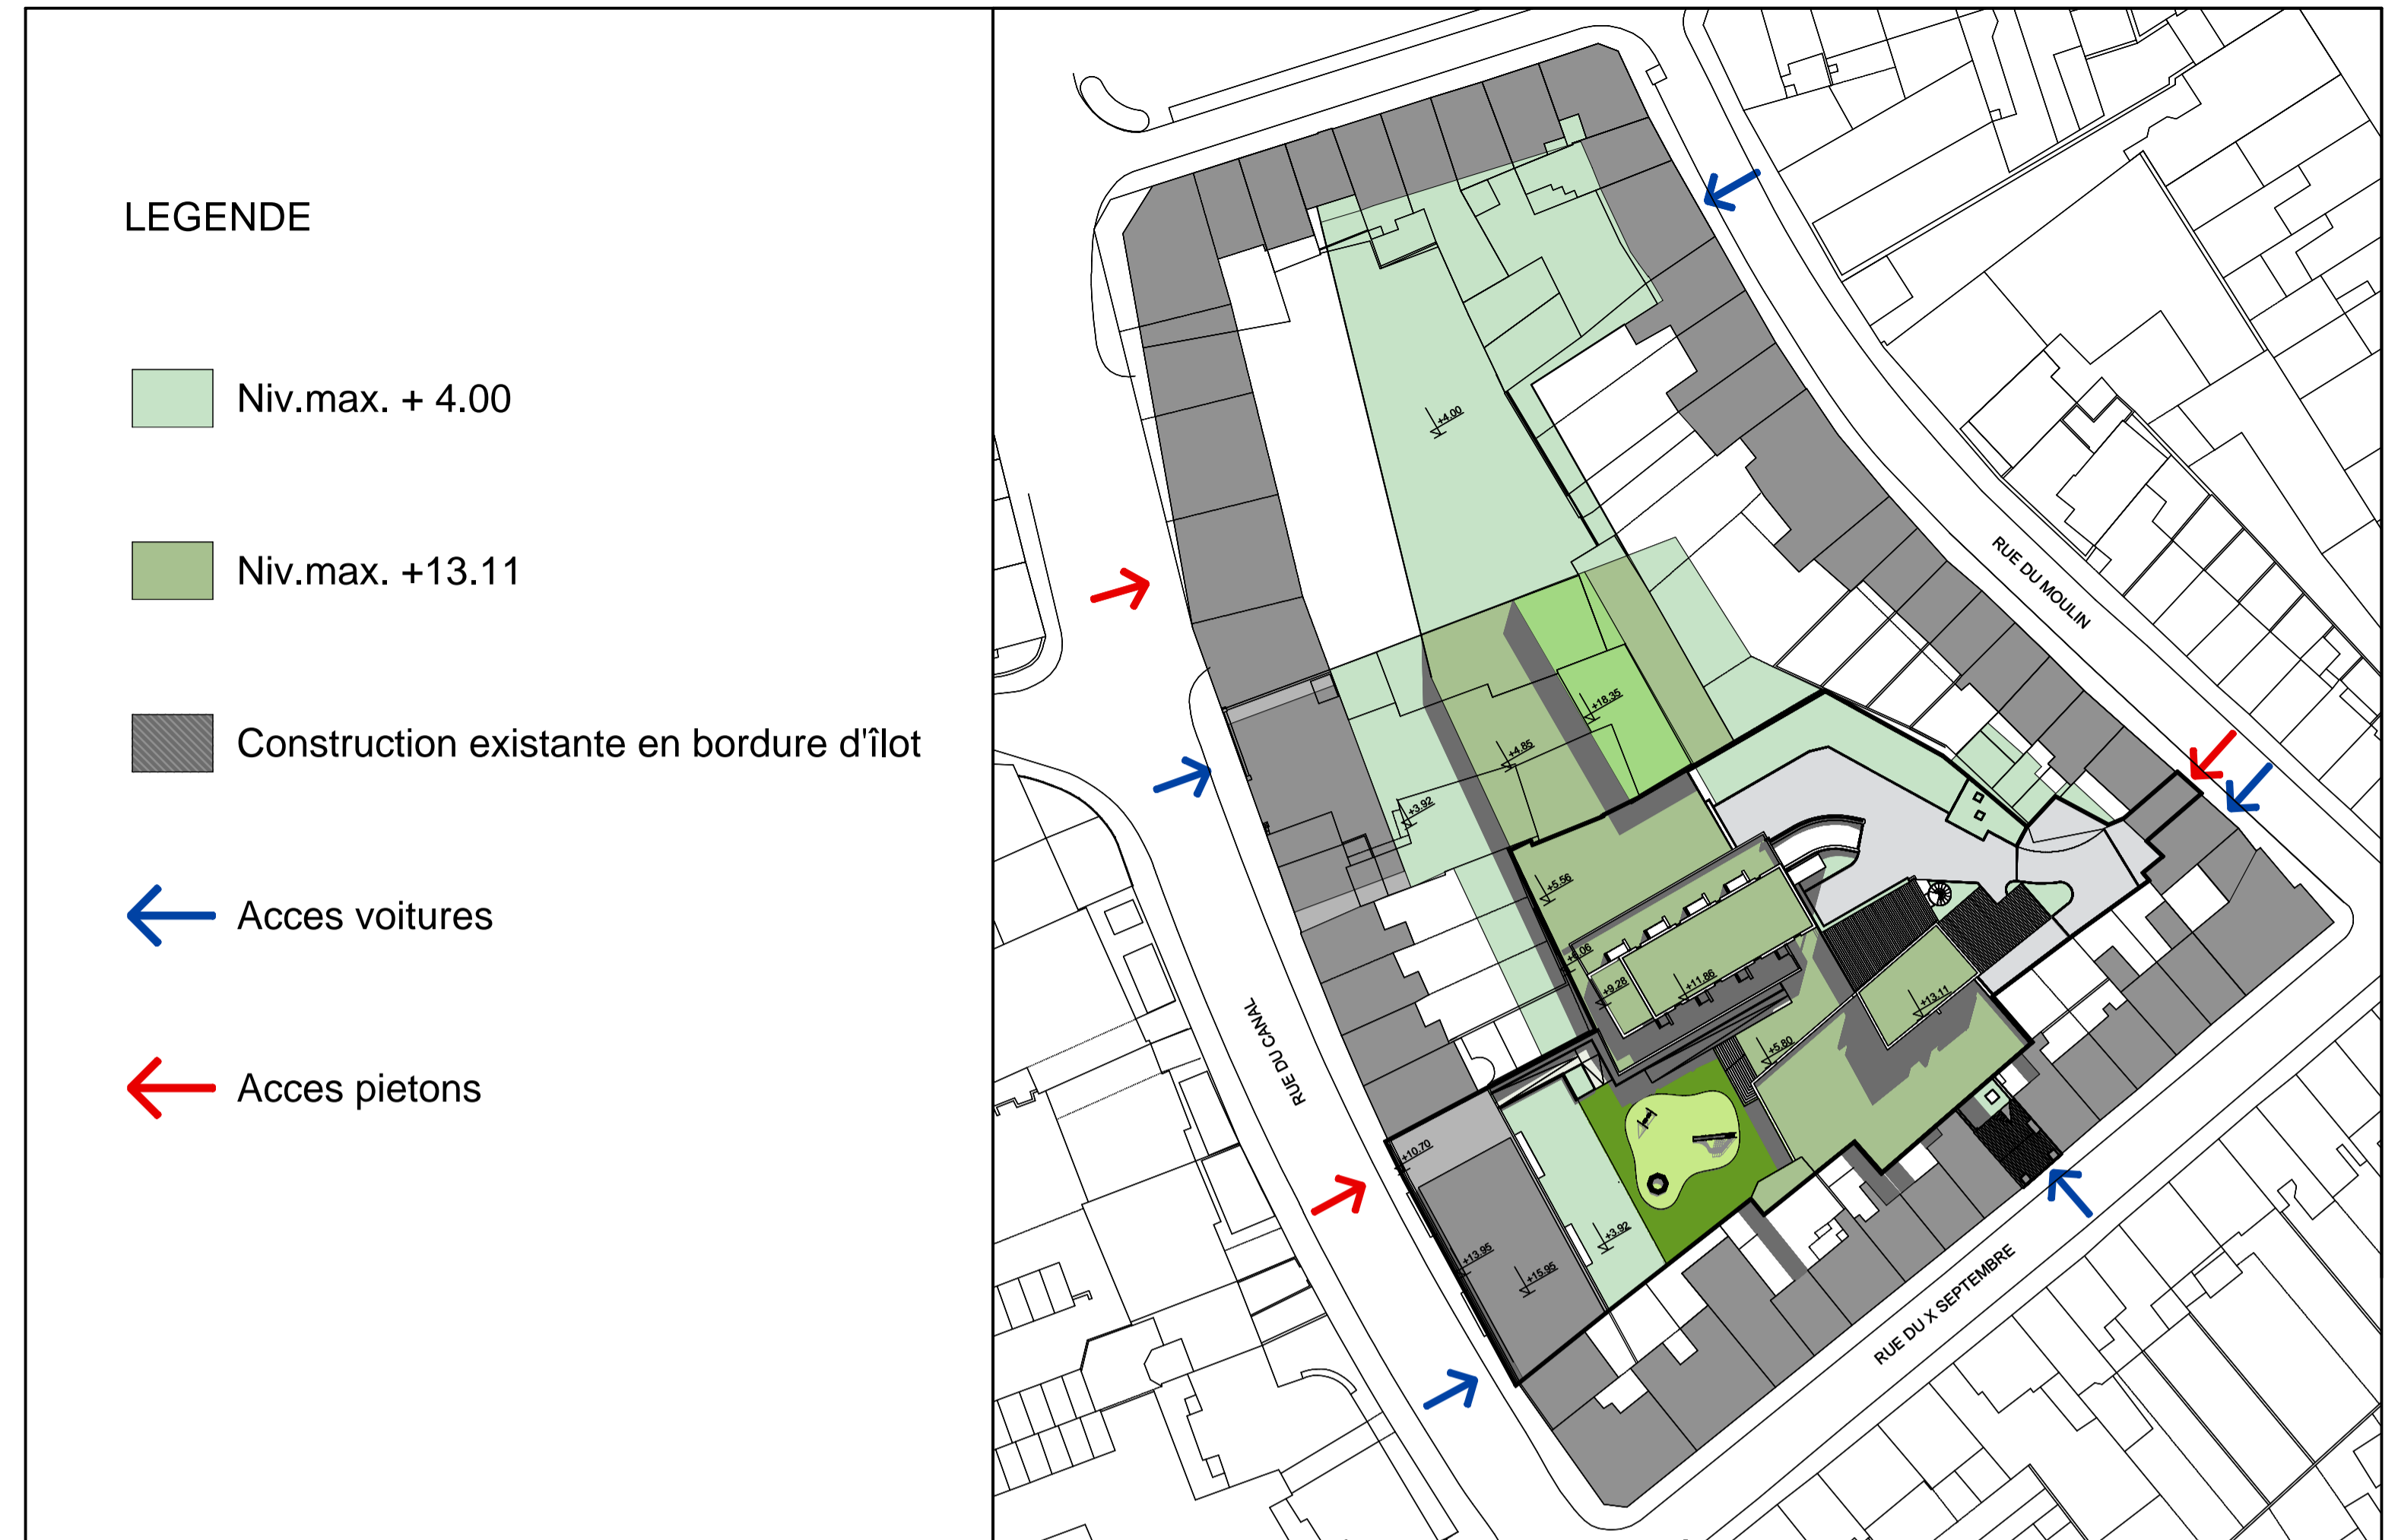 LEGENDE
Niv.max. + 4.00
Niv.max. +13.11
Construction existante en bordure d'îlot
Acces voitures
Acces pietons
+4.00
RUE DU MOULIN
+18.35
+4.85
+3.92
+5.56
+6.06
+9.28
+11.86
+13.11
+5.80
RUE DU CANAL
+10.70
+13.95
+15.95
+3.92
RUE DU X SEPTEMBRE